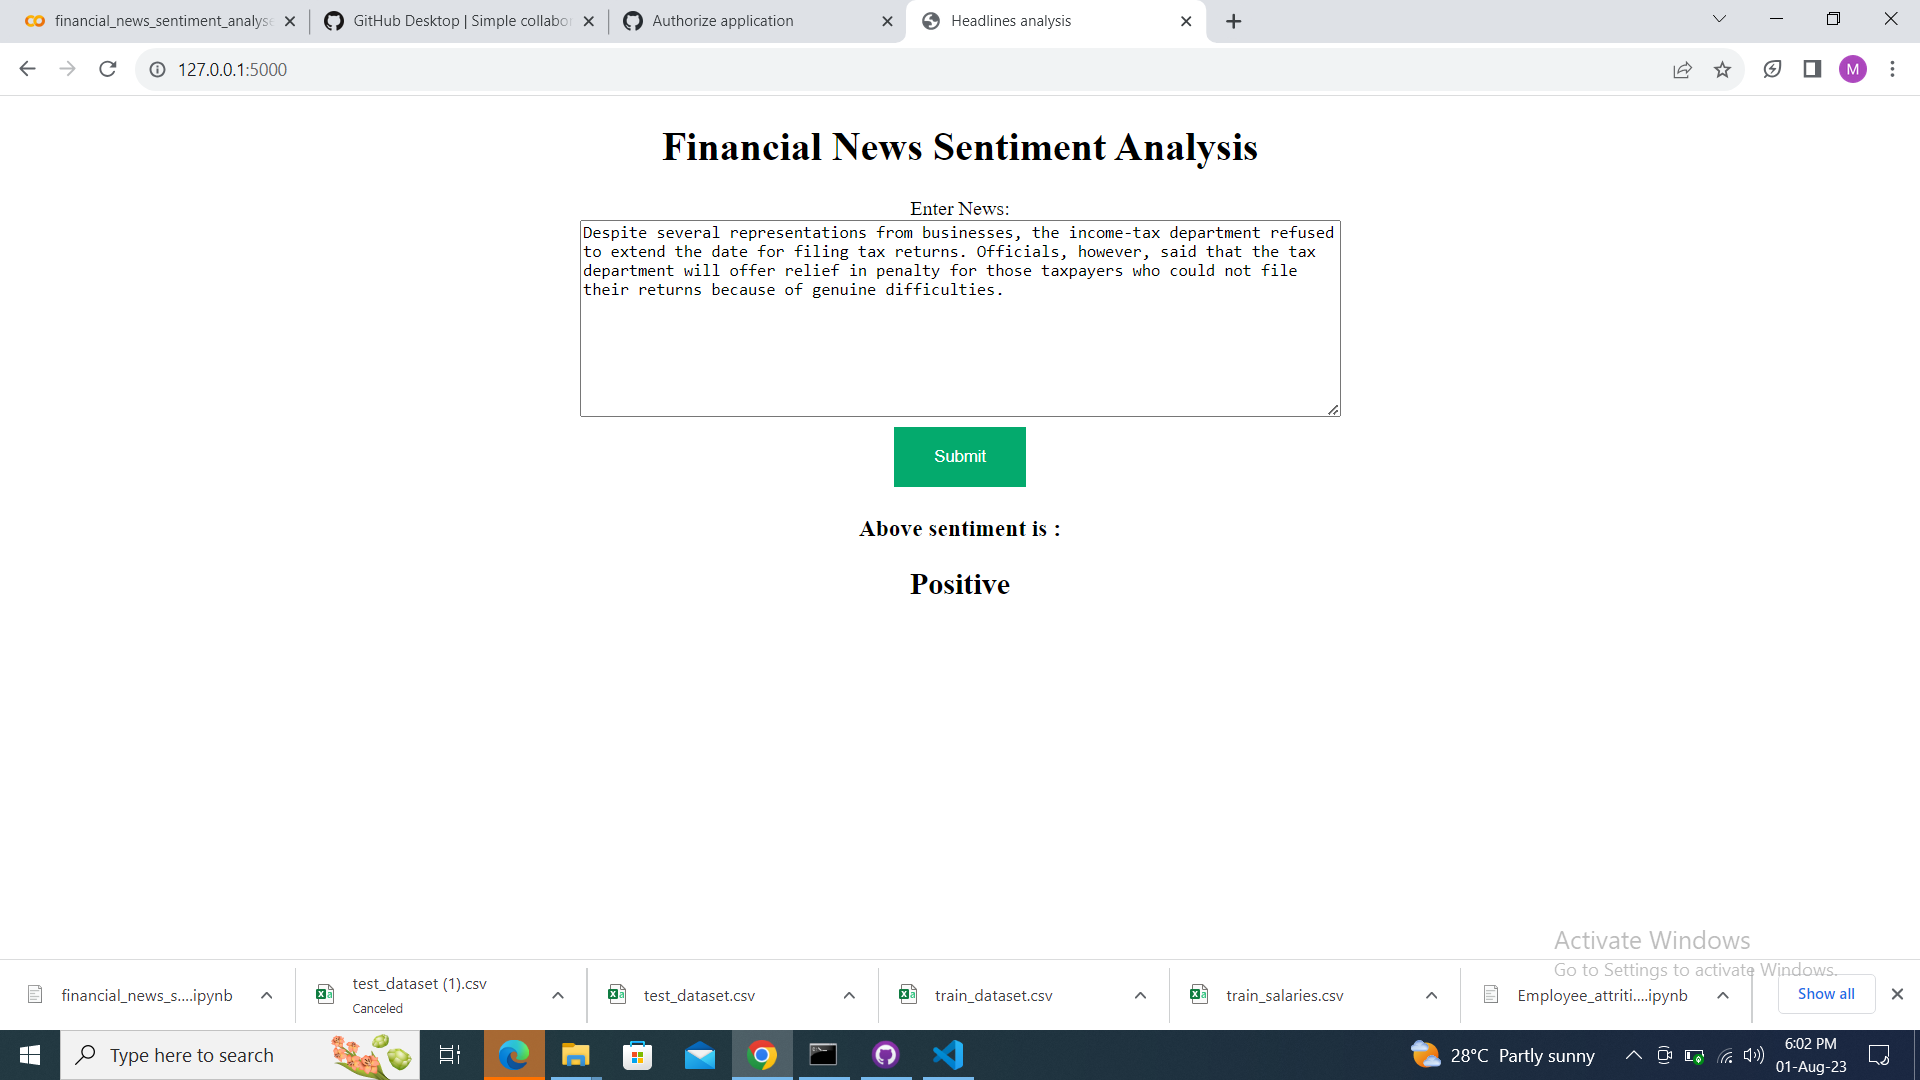 financial_news_sentiment_analyse
GitHub Desktop | Simple collabor
Authorize application
Headlines analysis
127.0.0.1:5000
M
Financial News Sentiment Analysis
Enter News:
Despite several representations from businesses, the income-tax department refused
to extend the date for filing tax returns. Officials, however, said that the tax
department will offer relief in penalty for those taxpayers who could not file
their returns because of genuine difficulties.
Submit
Above sentiment is :
Positive
Activate Windows
Go to Settings to activate Windows.
financial_news_s....ipynb
test_dataset (1).csv
Canceled
test_dataset.csv
train_dataset.csv
train_salaries.csv
Employee_attriti....ipynb
Show all
Type here to search
28°C Partly sunny
6:02 PM
01-Aug-23